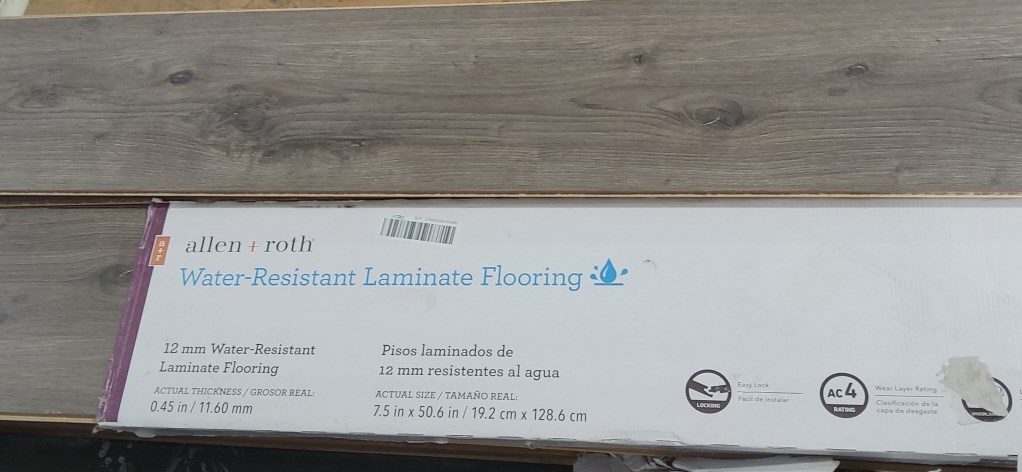 allen + roth
a+r
Water-Resistant Laminate Flooring
12 mm Water-Resistant
Laminate Flooring
ACTUAL THICKNESS / GROSOR REAL:
0.45 in / 11.60 mm
Pisos laminados de
12 mm resistentes al agua
ACTUAL SIZE / TAMAÑO REAL:
7.5 in x 50.6 in / 19.2 cm x 128.6 cm
LOCKING
Easy Lock
Fácil de instalar
AC 4
RATING
Wear Layer Rating
Clasificación de la
capa de desgaste